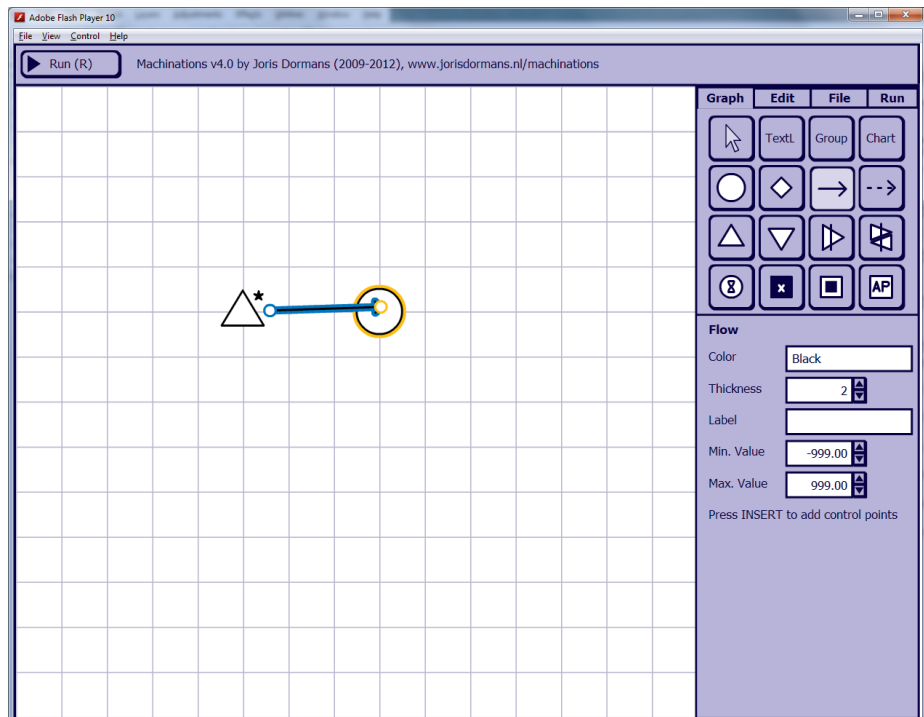 Adobe Flash Player 10
File View Control Help
Run (R)
Machinations v4.0 by Joris Dormans (2009-2012), www.jorisdormans.nl/machinations
Graph Edit File Run
TextL Group Chart
x AP
Flow
Color Black
Thickness 2
Label
Min. Value -999.00
Max. Value 999.00
Press INSERT to add control points